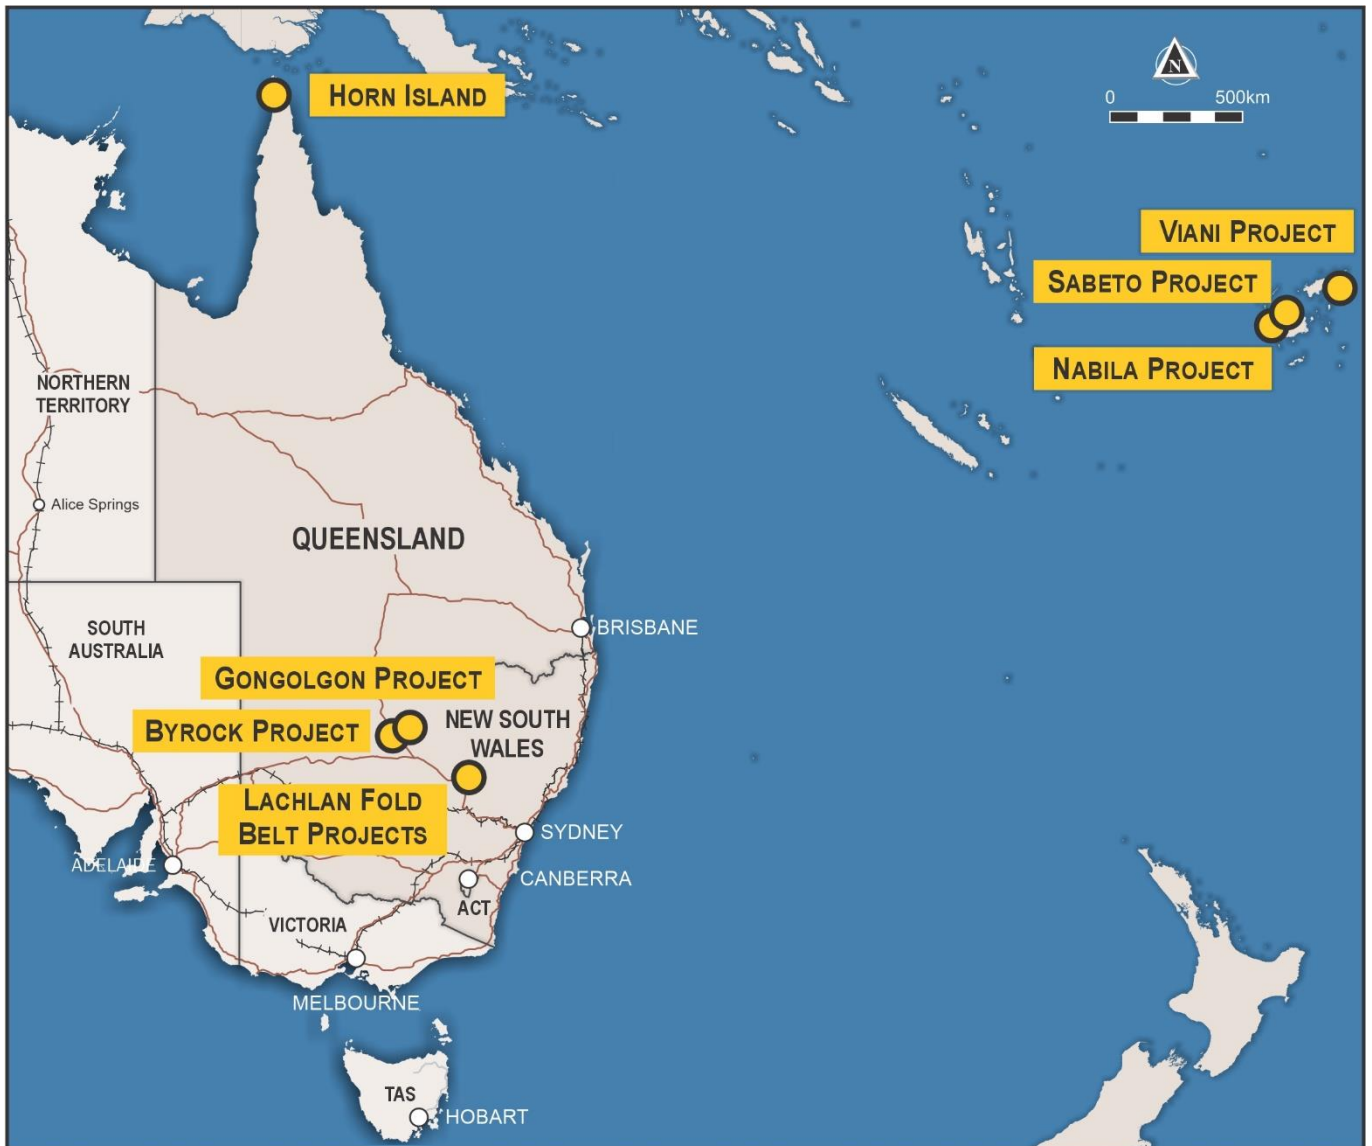 N
0 500km
HORN ISLAND
VIANI PROJECT
SABETO PROJECT
NABILA PROJECT
NORTHERN
TERRITORY
Alice Springs
QUEENSLAND
SOUTH
AUSTRALIA
BRISBANE
GONGOLGON PROJECT
BYROCK PROJECT
NEW SOUTH
WALES
LACHLAN FOLD
BELT PROJECTS
SYDNEY
ADELAIDE
CANBERRA
ACT
VICTORIA
MELBOURNE
TAS
HOBART